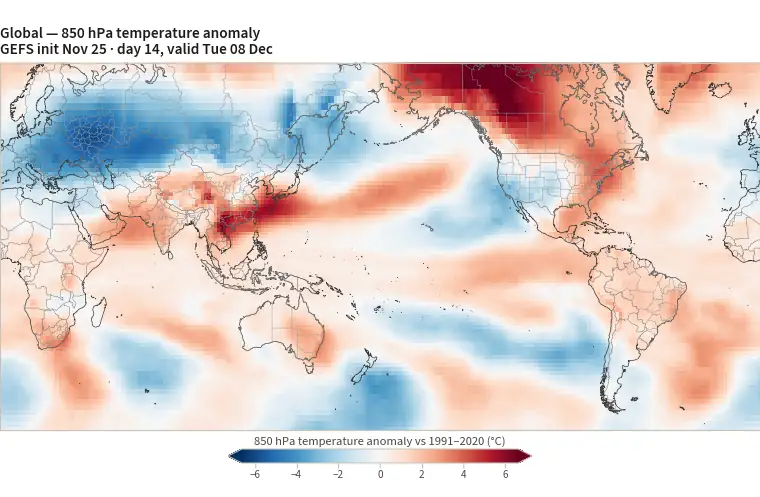 Global — 850 hPa temperature anomaly
GEFS init Nov 25 · day 14, valid Tue 08 Dec
850 hPa temperature anomaly vs 1991–2020 (°C)
−6 −4 −2 0 2 4 6